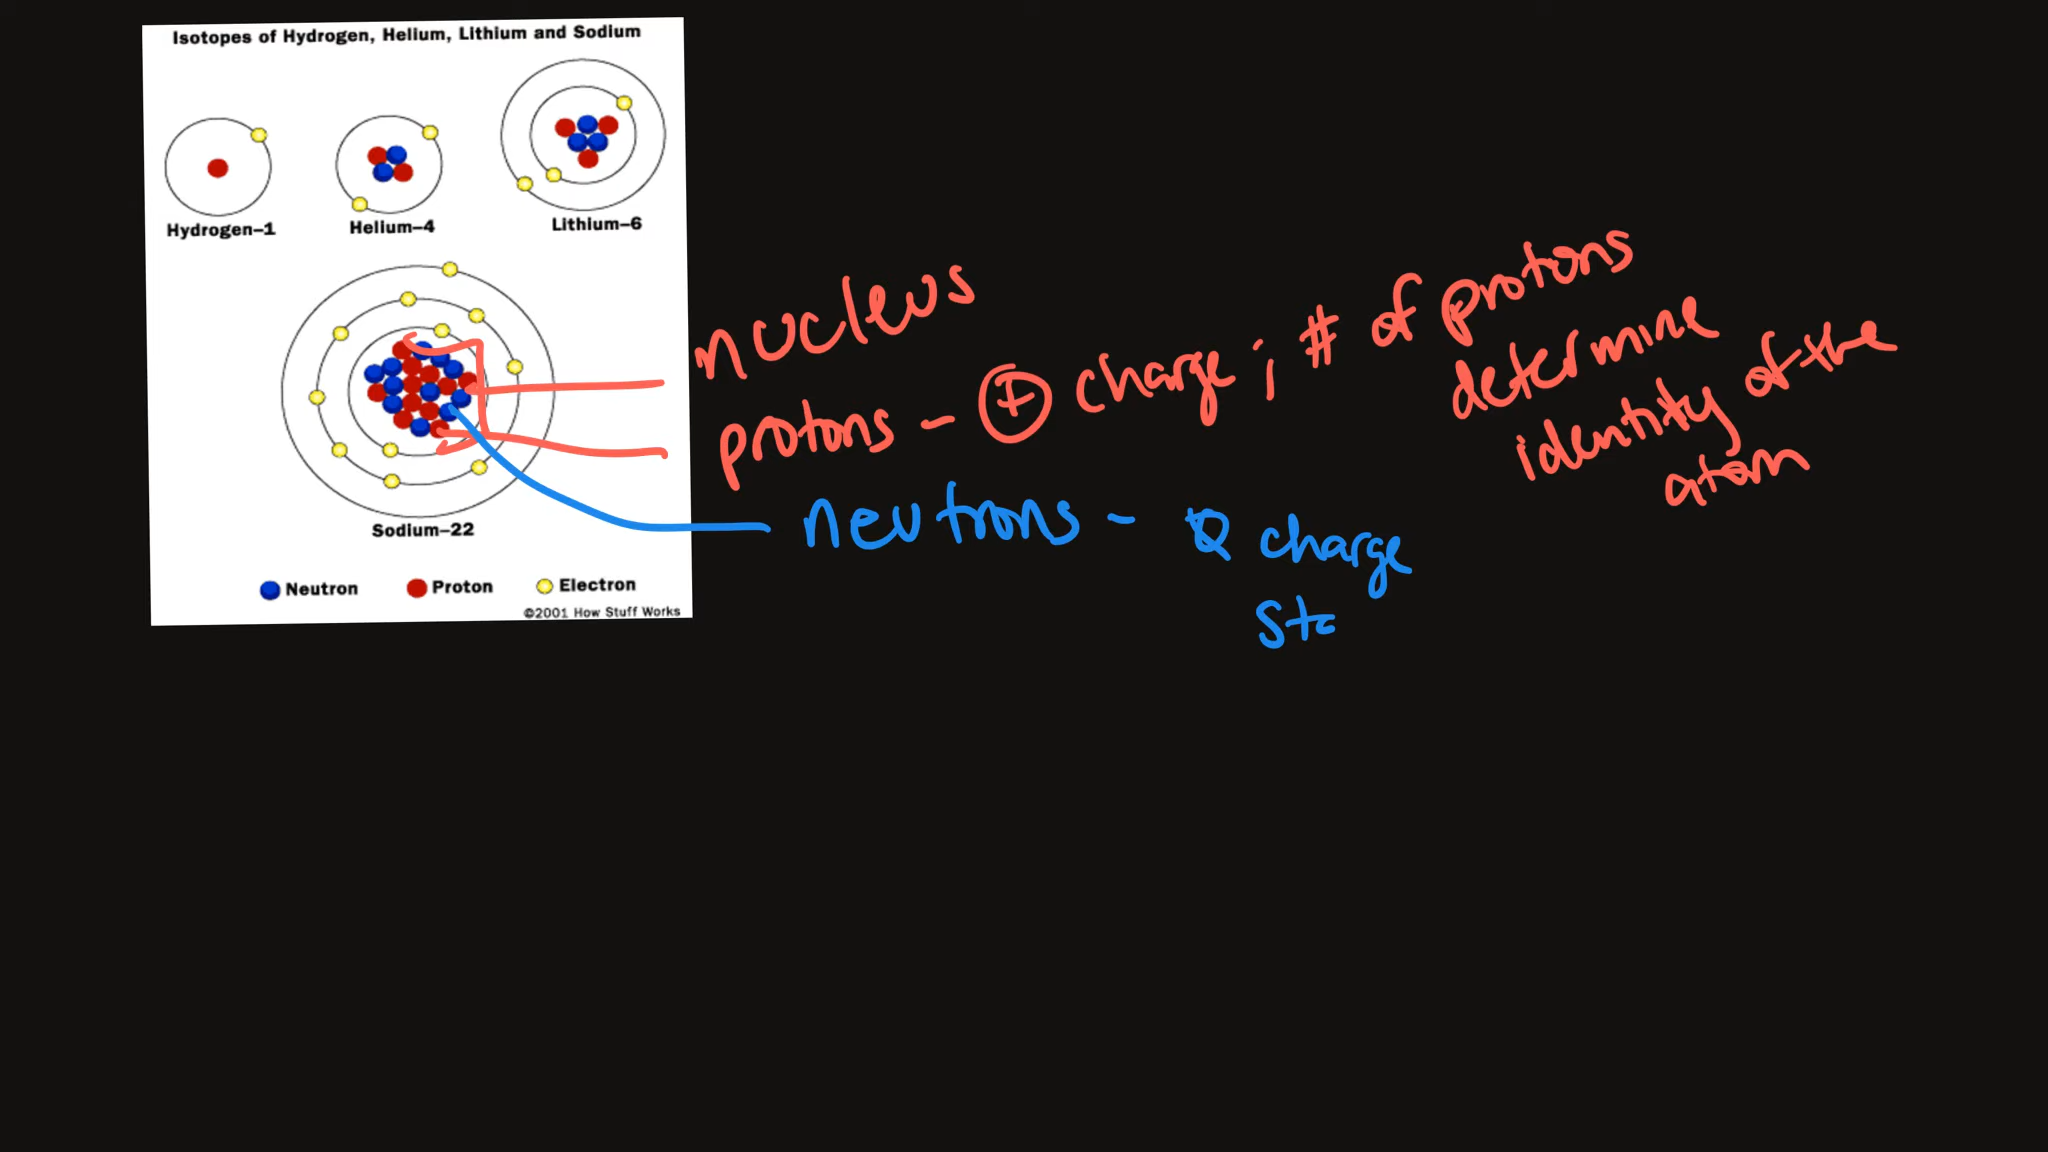 Isotopes of Hydrogen, Helium, Lithium and Sodium
Hydrogen–1
Helium–4
Lithium–6
Sodium–22
Neutron
Proton
Electron
©2001 How Stuff Works
nucleus
protons - + charge ; # of protons
determine
identity of the
atom
neutrons - 0 charge
sta